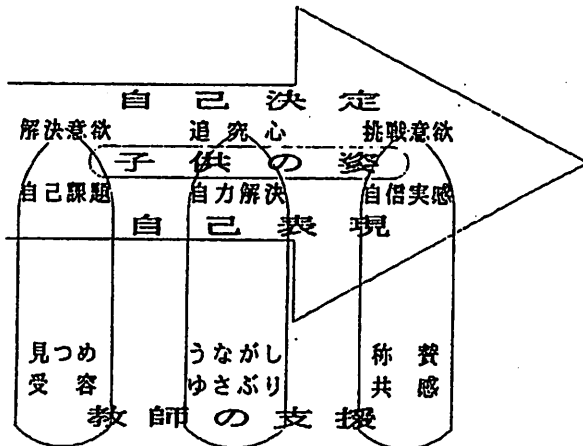 自己決定
解決意欲 追究心 挑戦意欲
子供の姿
自己課題 自力解決 自信実感
自己表現
見つめ うながし 称賛
受容 ゆさぶり 共感
教師の支援